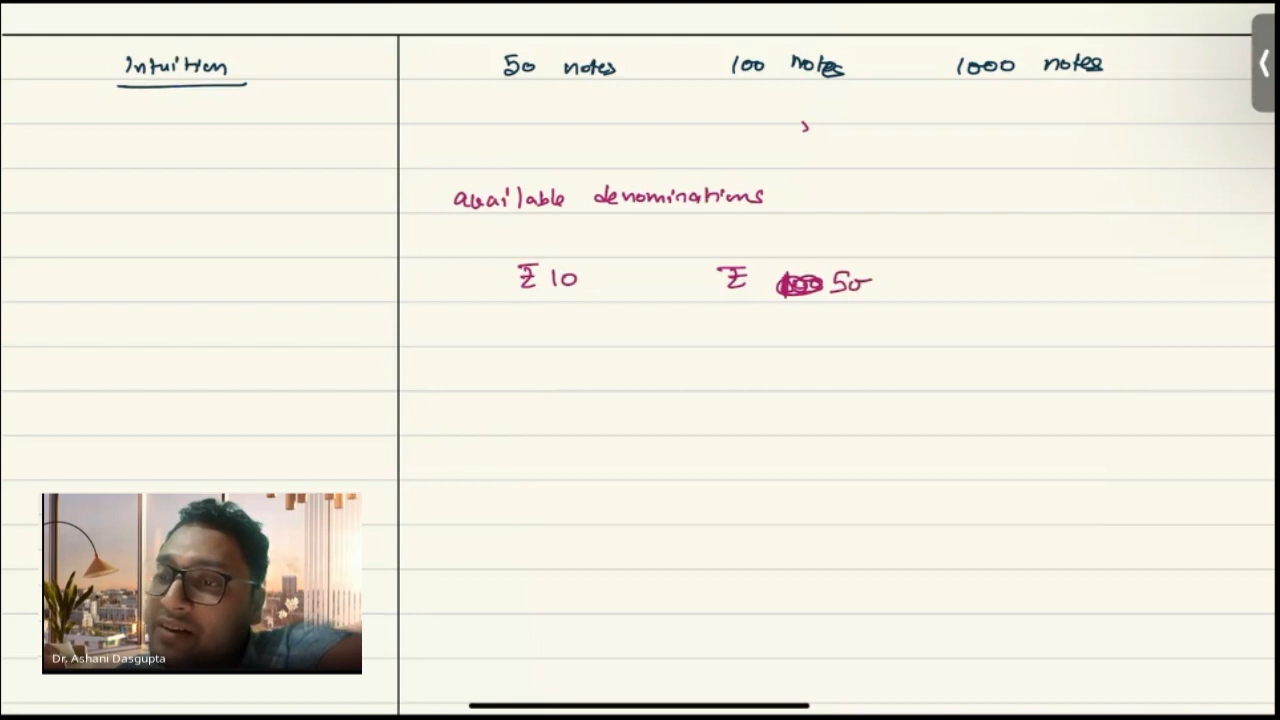 Intuition
50 notes 100 notes 1000 notes
available denominations
₹ 10 ₹ 50
Dr. Ashani Dasgupta